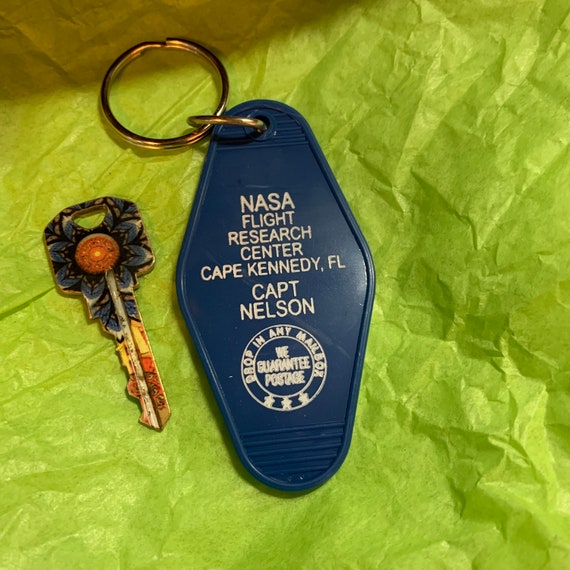 NASA
FLIGHT
RESEARCH
CENTER
CAPE KENNEDY, FL
CAPT
NELSON
DROP IN ANY MAILBOX
WE
GUARANTEE
POSTAGE